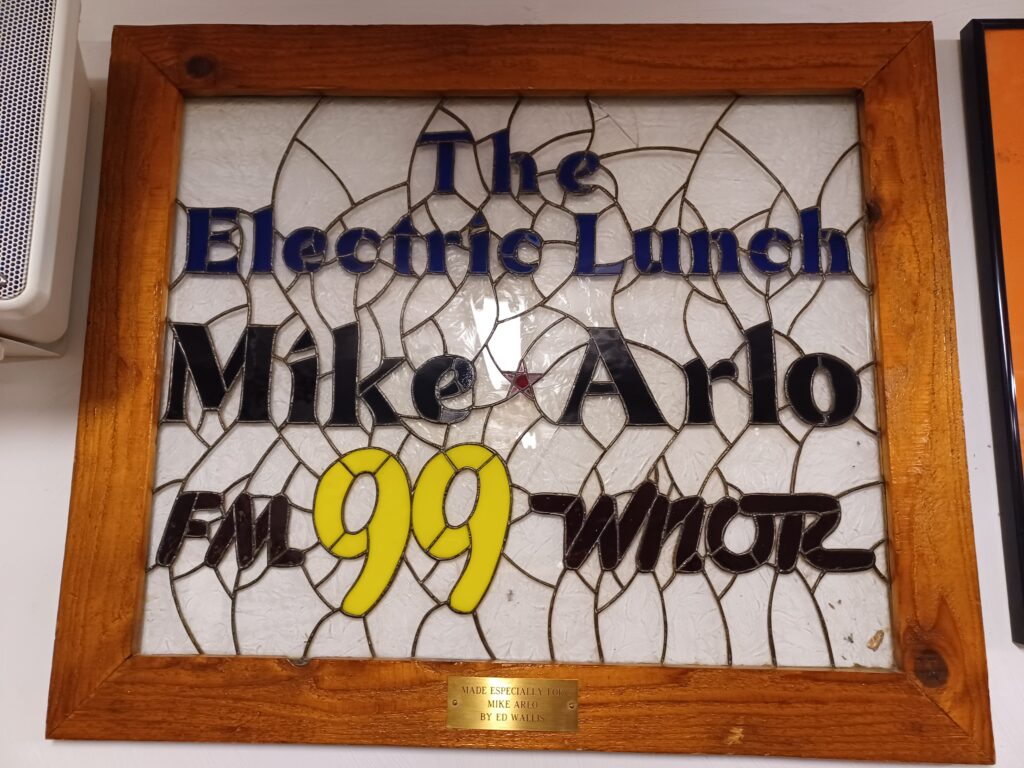 The
Electric Lunch
Mike Arlo
FM 99 WNOR
MADE ESPECIALLY FOR
MIKE ARLO
BY ED WALLIS